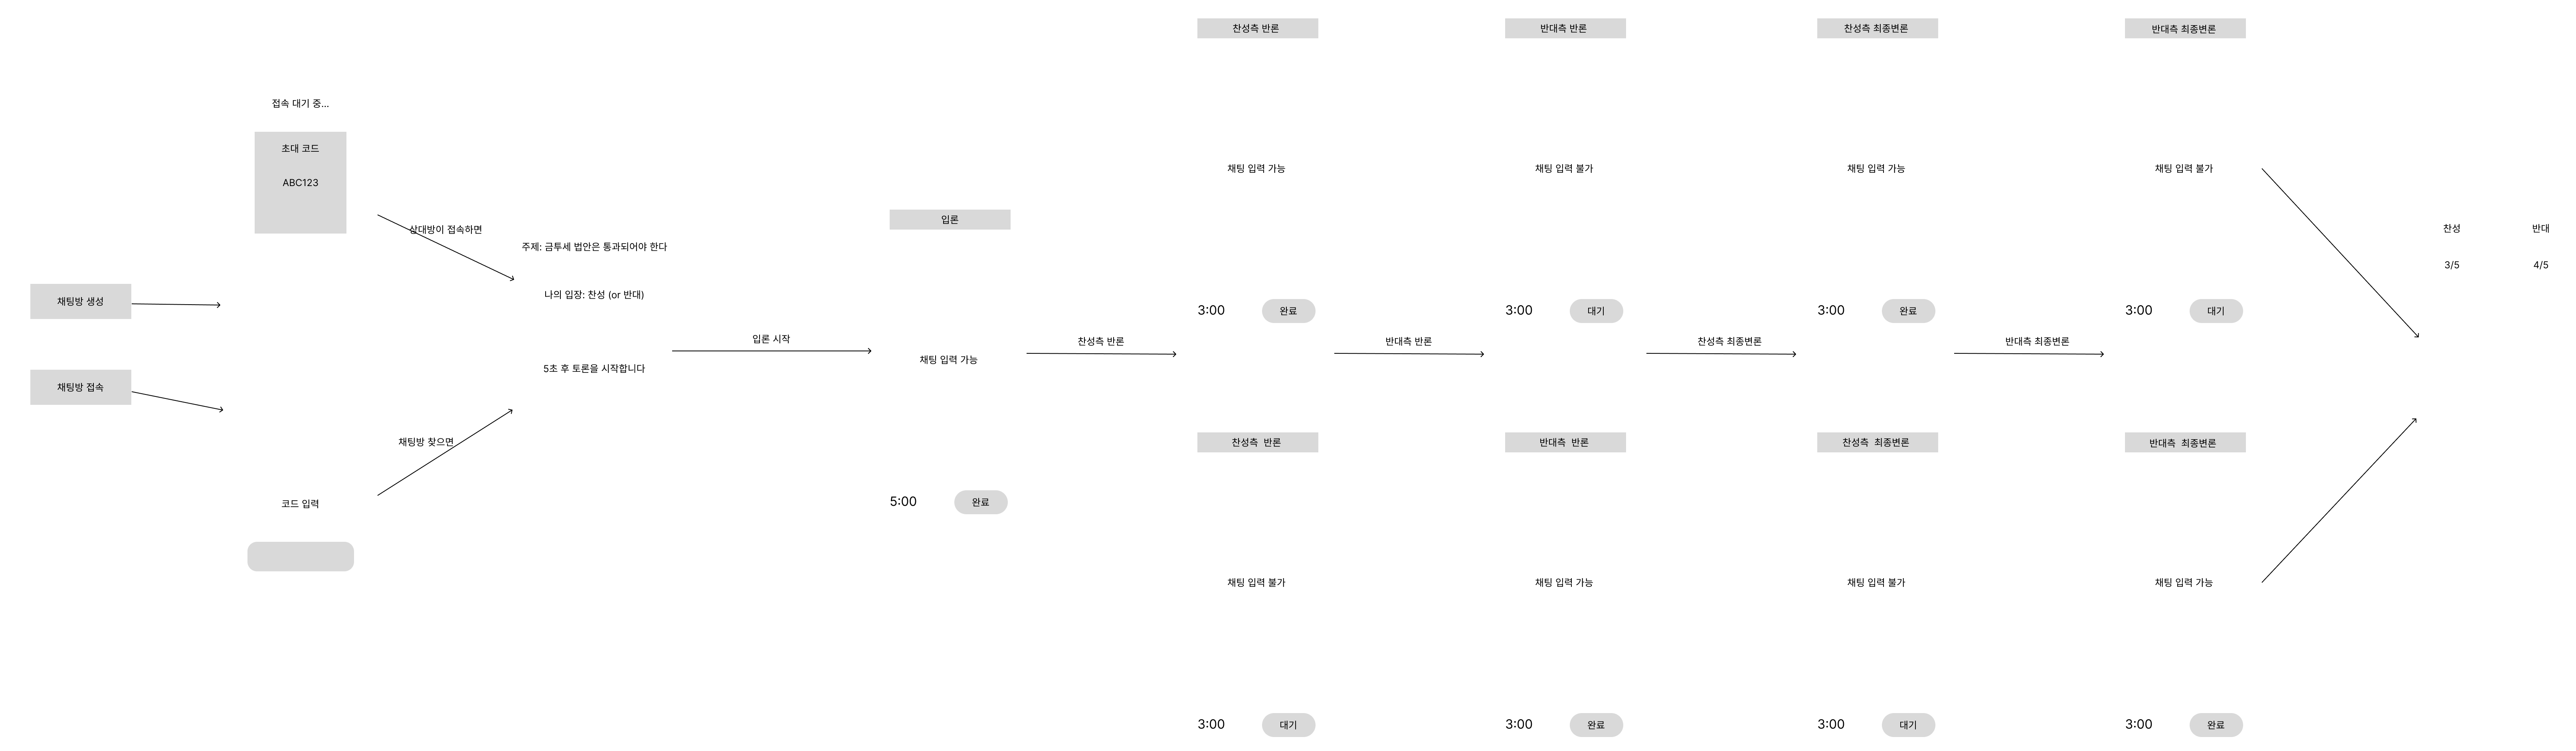 채팅방 생성
채팅방 접속
접속 대기 중...
초대 코드
ABC123
코드 입력
상대방이 접속하면
채팅방 찾으면
주제: 금투세 법안은 통과되어야 한다
나의 입장: 찬성 (or 반대)
5초 후 토론을 시작합니다
입론 시작
입론
채팅 입력 가능
5:00
완료
찬성측 반론
찬성측 반론
채팅 입력 가능
3:00
완료
찬성측  반론
채팅 입력 불가
3:00
대기
반대측 반론
반대측 반론
채팅 입력 불가
3:00
대기
반대측  반론
채팅 입력 가능
3:00
완료
찬성측 최종변론
찬성측 최종변론
채팅 입력 가능
3:00
완료
찬성측  최종변론
채팅 입력 불가
3:00
대기
반대측 최종변론
반대측 최종변론
채팅 입력 불가
3:00
대기
반대측  최종변론
채팅 입력 가능
3:00
완료
찬성
반대
3/5
4/5